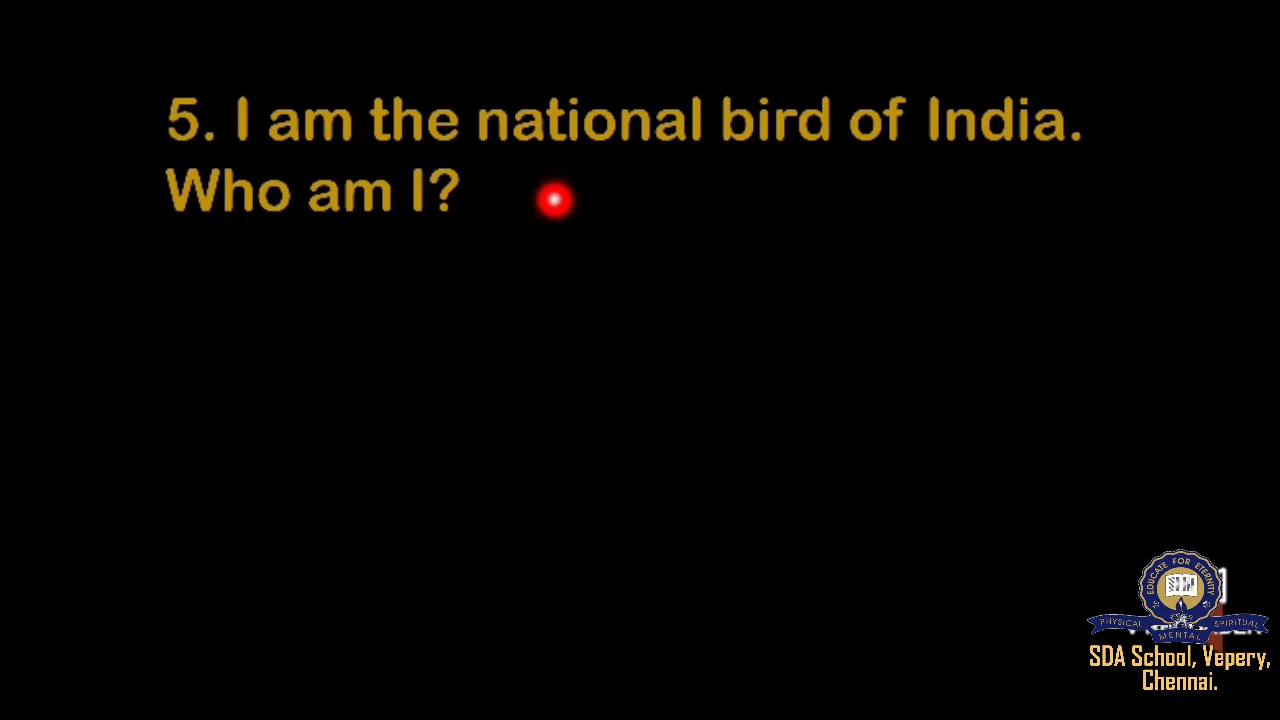 5. I am the national bird of India.
Who am I?
EDUCATE FOR ETERNITY
PHYSICAL MENTAL SPIRITUAL
SDA School, Vepery,
Chennai.